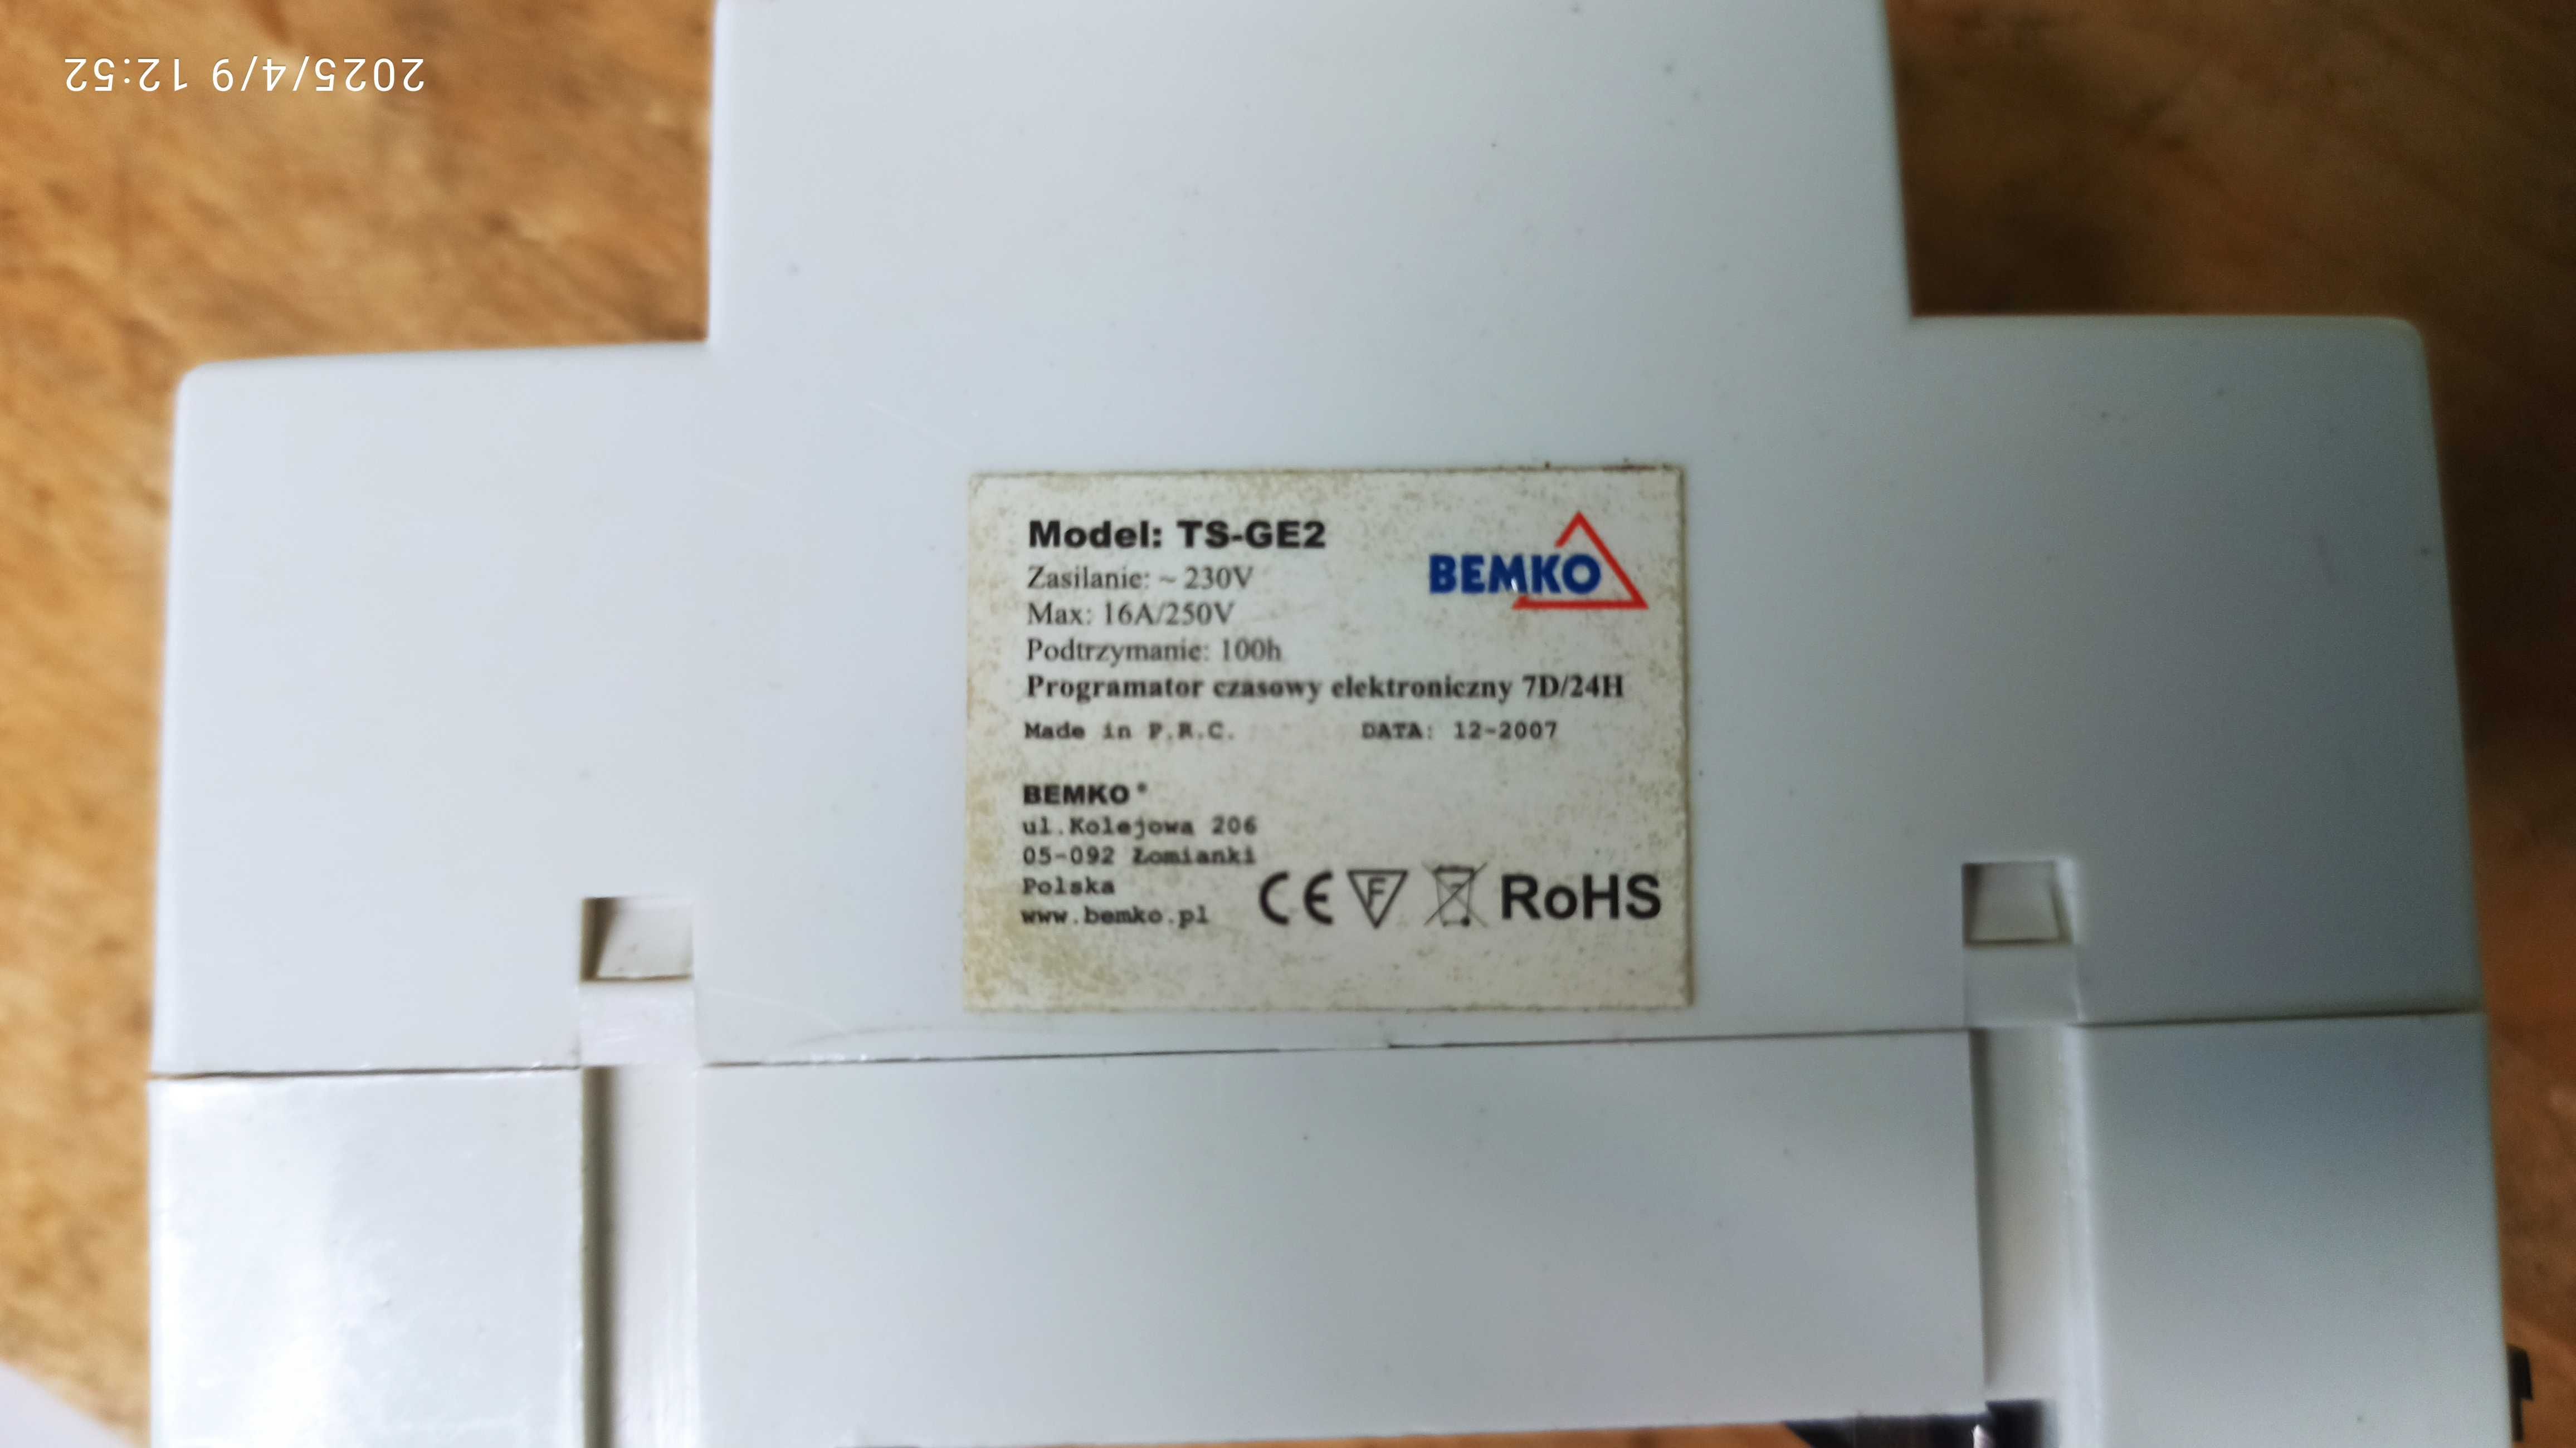 2025/4/9 12:52
Model: TS-GE2
BEMKO
Zasilanie: ~ 230V
Max: 16A/250V
Podtrzymanie: 100h
Programator czasowy elektroniczny 7D/24H
Made in P.R.C. DATA: 12-2007
BEMKO ®
ul.Kolejowa 206
05-092 Łomianki
Polska
www.bemko.pl
CE F RoHS